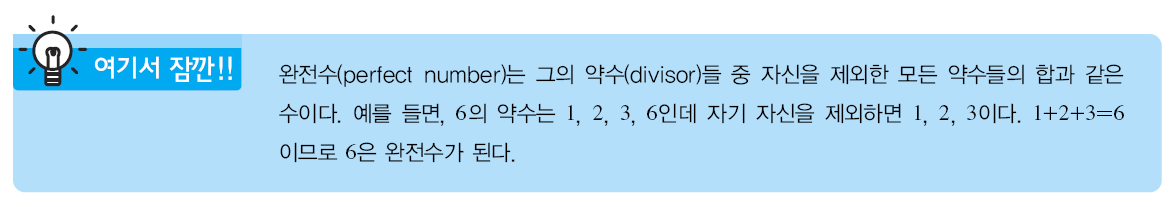 여기서 잠깐!!
완전수(perfect number)는 그의 약수(divisor)들 중 자신을 제외한 모든 약수들의 합과 같은
수이다. 예를 들면, 6의 약수는 1, 2, 3, 6인데 자기 자신을 제외하면 1, 2, 3이다. 1+2+3=6
이므로 6은 완전수가 된다.